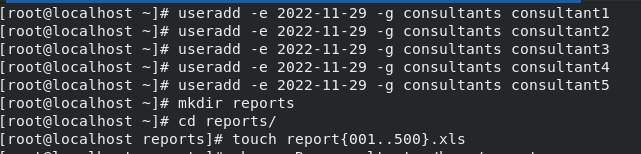 [root@localhost ~]# useradd -e 2022-11-29 -g consultants consultant1
[root@localhost ~]# useradd -e 2022-11-29 -g consultants consultant2
[root@localhost ~]# useradd -e 2022-11-29 -g consultants consultant3
[root@localhost ~]# useradd -e 2022-11-29 -g consultants consultant4
[root@localhost ~]# useradd -e 2022-11-29 -g consultants consultant5
[root@localhost ~]# mkdir reports
[root@localhost ~]# cd reports/
[root@localhost reports]# touch report{001..500}.xls